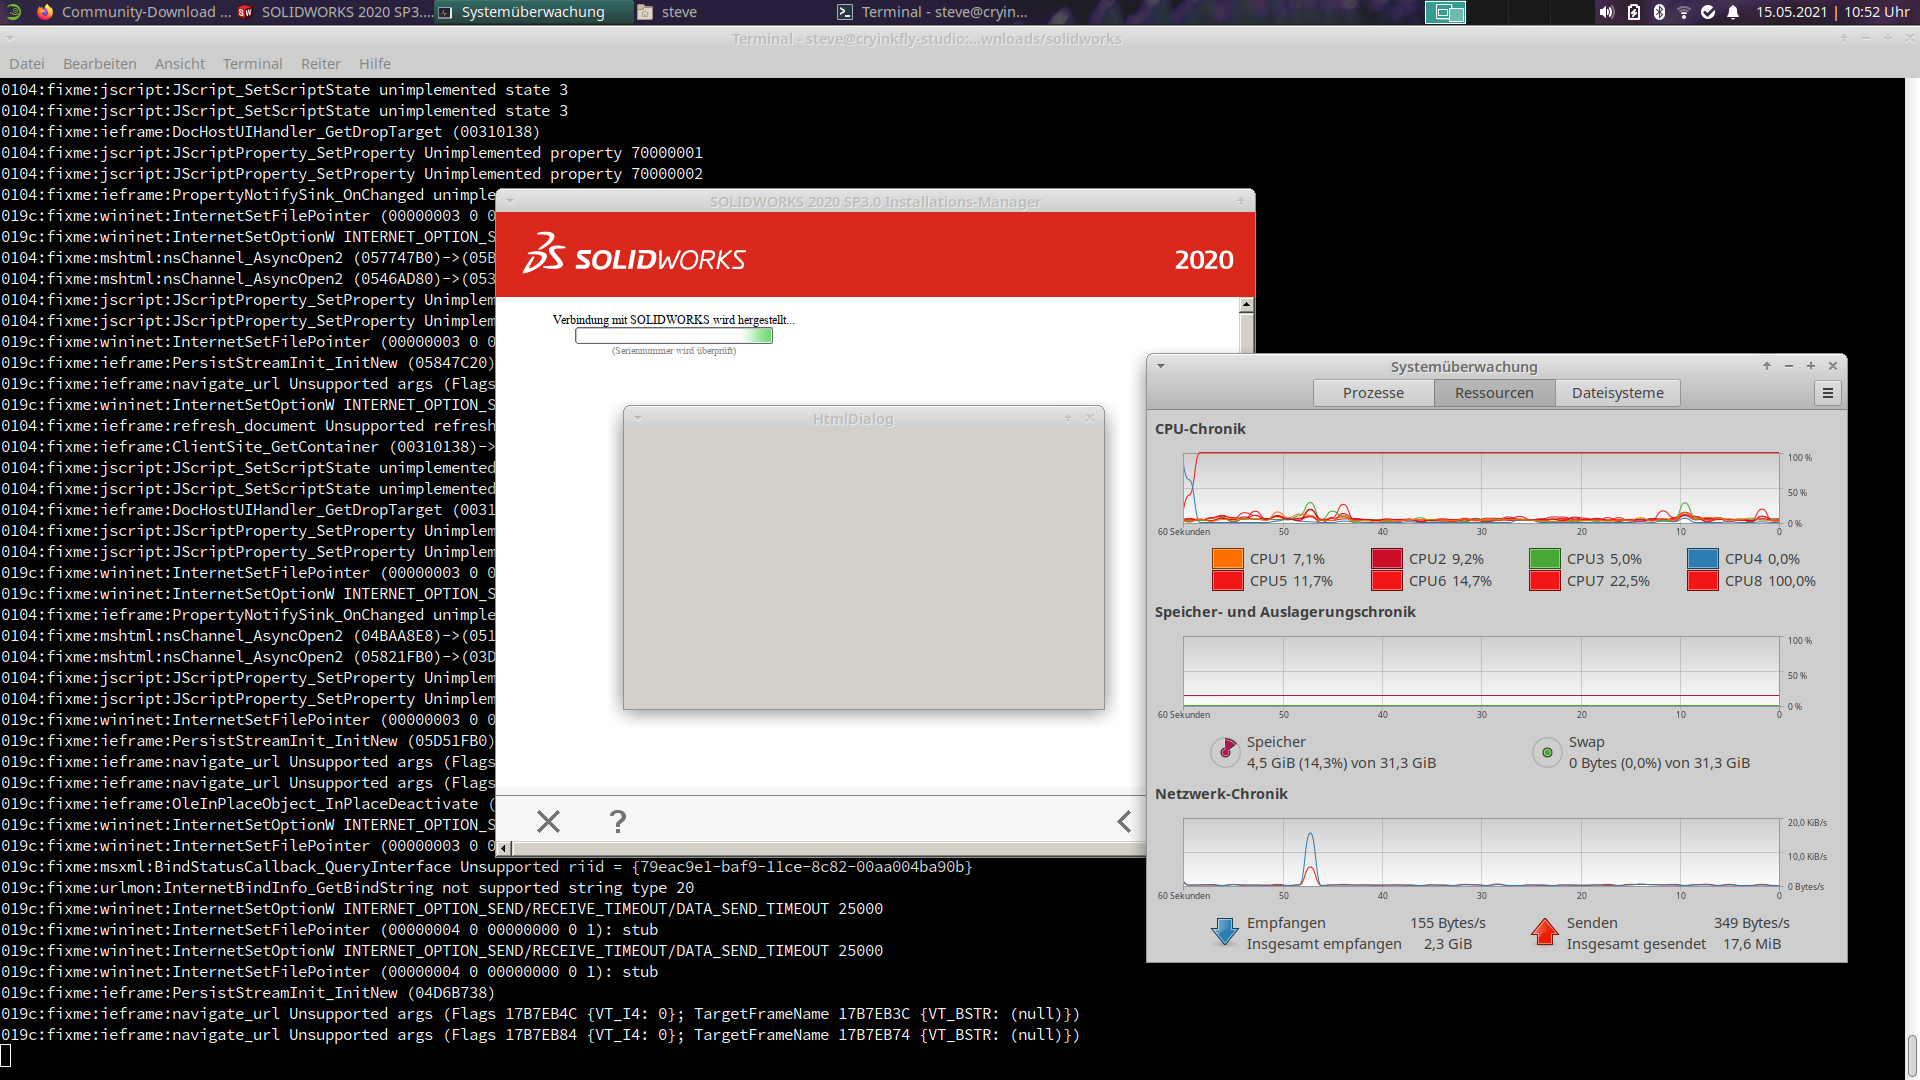 Community-Download ... SOLIDWORKS 2020 SP3.... Systemüberwachung steve Terminal - steve@cryin... 15.05.2021 | 10:52 Uhr
Terminal - steve@cryinkfly-studio:...wnloads/solidworks
Datei Bearbeiten Ansicht Terminal Reiter Hilfe
0104:fixme:jscript:JScript_SetScriptState unimplemented state 3
0104:fixme:jscript:JScript_SetScriptState unimplemented state 3
0104:fixme:ieframe:DocHostUIHandler_GetDropTarget (00310138)
0104:fixme:jscript:JScriptProperty_SetProperty Unimplemented property 70000001
0104:fixme:jscript:JScriptProperty_SetProperty Unimplemented property 70000002
0104:fixme:ieframe:PropertyNotifySink_OnChanged unimple
019c:fixme:wininet:InternetSetFilePointer (00000003 0 0
019c:fixme:wininet:InternetSetOptionW INTERNET_OPTION_S
0104:fixme:mshtml:nsChannel_AsyncOpen2 (057747B0)->(05B
0104:fixme:mshtml:nsChannel_AsyncOpen2 (0546AD80)->(053
0104:fixme:jscript:JScriptProperty_SetProperty Unimplem
0104:fixme:jscript:JScriptProperty_SetProperty Unimplem
019c:fixme:wininet:InternetSetFilePointer (00000003 0 0
019c:fixme:ieframe:PersistStreamInit_InitNew (05847C20)
019c:fixme:ieframe:navigate_url Unsupported args (Flags
019c:fixme:wininet:InternetSetOptionW INTERNET_OPTION_S
019c:fixme:ieframe:refresh_document Unsupported refresh
019c:fixme:ieframe:ClientSite_GetContainer (00310138)->
0104:fixme:jscript:JScript_SetScriptState unimplemented
0104:fixme:jscript:JScript_SetScriptState unimplemented
0104:fixme:ieframe:DocHostUIHandler_GetDropTarget (0031
0104:fixme:jscript:JScriptProperty_SetProperty Unimplem
0104:fixme:jscript:JScriptProperty_SetProperty Unimplem
019c:fixme:wininet:InternetSetFilePointer (00000003 0 0
019c:fixme:wininet:InternetSetOptionW INTERNET_OPTION_S
0104:fixme:ieframe:PropertyNotifySink_OnChanged unimple
0104:fixme:mshtml:nsChannel_AsyncOpen2 (04BAA8E8)->(051
0104:fixme:mshtml:nsChannel_AsyncOpen2 (05821FB0)->(03D
0104:fixme:jscript:JScriptProperty_SetProperty Unimplem
0104:fixme:jscript:JScriptProperty_SetProperty Unimplem
019c:fixme:wininet:InternetSetFilePointer (00000003 0 0
019c:fixme:ieframe:PersistStreamInit_InitNew (05D51FB0)
019c:fixme:ieframe:navigate_url Unsupported args (Flags
019c:fixme:ieframe:navigate_url Unsupported args (Flags
019c:fixme:ieframe:OleInPlaceObject_InPlaceDeactivate (
019c:fixme:wininet:InternetSetOptionW INTERNET_OPTION_S
019c:fixme:wininet:InternetSetFilePointer (00000003 0 0
019c:fixme:msxml:BindStatusCallback_QueryInterface Unsupported riid = {79eac9e1-baf9-11ce-8c82-00aa004ba90b}
019c:fixme:urlmon:InternetBindInfo_GetBindString not supported string type 20
019c:fixme:wininet:InternetSetOptionW INTERNET_OPTION_SEND/RECEIVE_TIMEOUT/DATA_SEND_TIMEOUT 25000
019c:fixme:wininet:InternetSetFilePointer (00000004 0 00000000 0 1): stub
019c:fixme:wininet:InternetSetOptionW INTERNET_OPTION_SEND/RECEIVE_TIMEOUT/DATA_SEND_TIMEOUT 25000
019c:fixme:wininet:InternetSetFilePointer (00000004 0 00000000 0 1): stub
019c:fixme:ieframe:PersistStreamInit_InitNew (04D6B738)
019c:fixme:ieframe:navigate_url Unsupported args (Flags 17B7EB4C {VT_I4: 0}; TargetFrameName 17B7EB3C {VT_BSTR: (null)})
019c:fixme:ieframe:navigate_url Unsupported args (Flags 17B7EB84 {VT_I4: 0}; TargetFrameName 17B7EB74 {VT_BSTR: (null)})
SOLIDWORKS 2020 SP3.0 Installations-Manager
SOLIDWORKS 2020
Verbindung mit SOLIDWORKS wird hergestellt...
(Seriennummer wird überprüft)
HtmlDialog
Systemüberwachung
Prozesse Ressourcen Dateisysteme
CPU-Chronik
100 %
50 %
0 %
60 Sekunden 50 40 30 20 10 0
CPU1 7,1% CPU2 9,2% CPU3 5,0% CPU4 0,0%
CPU5 11,7% CPU6 14,7% CPU7 22,5% CPU8 100,0%
Speicher- und Auslagerungschronik
100 %
50 %
0 %
60 Sekunden 50 40 30 20 10 0
Speicher Swap
4,5 GiB (14,3%) von 31,3 GiB 0 Bytes (0,0%) von 31,3 GiB
Netzwerk-Chronik
20,0 KiB/s
10,0 KiB/s
0 Bytes/s
60 Sekunden 50 40 30 20 10 0
Empfangen 155 Bytes/s Senden 349 Bytes/s
Insgesamt empfangen 2,3 GiB Insgesamt gesendet 17,6 MiB